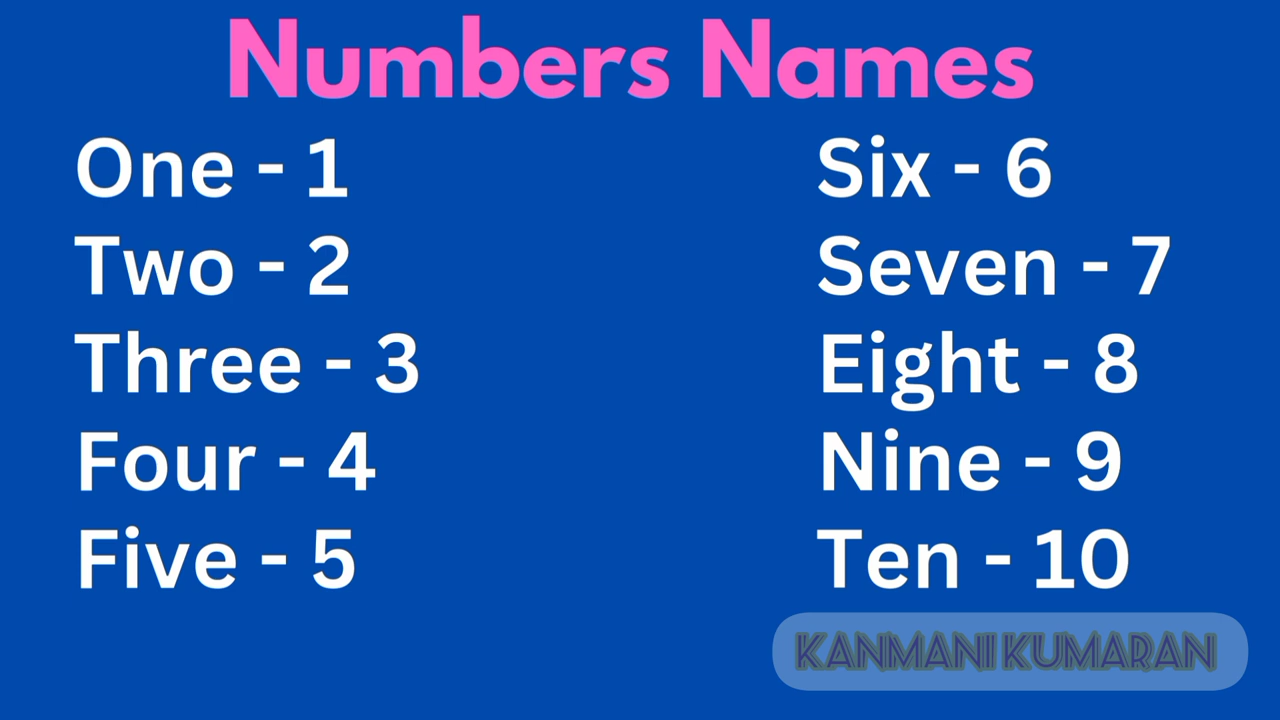 Numbers Names
One - 1
Two - 2
Three - 3
Four - 4
Five - 5
Six - 6
Seven - 7
Eight - 8
Nine - 9
Ten - 10
KANMANI KUMARAN